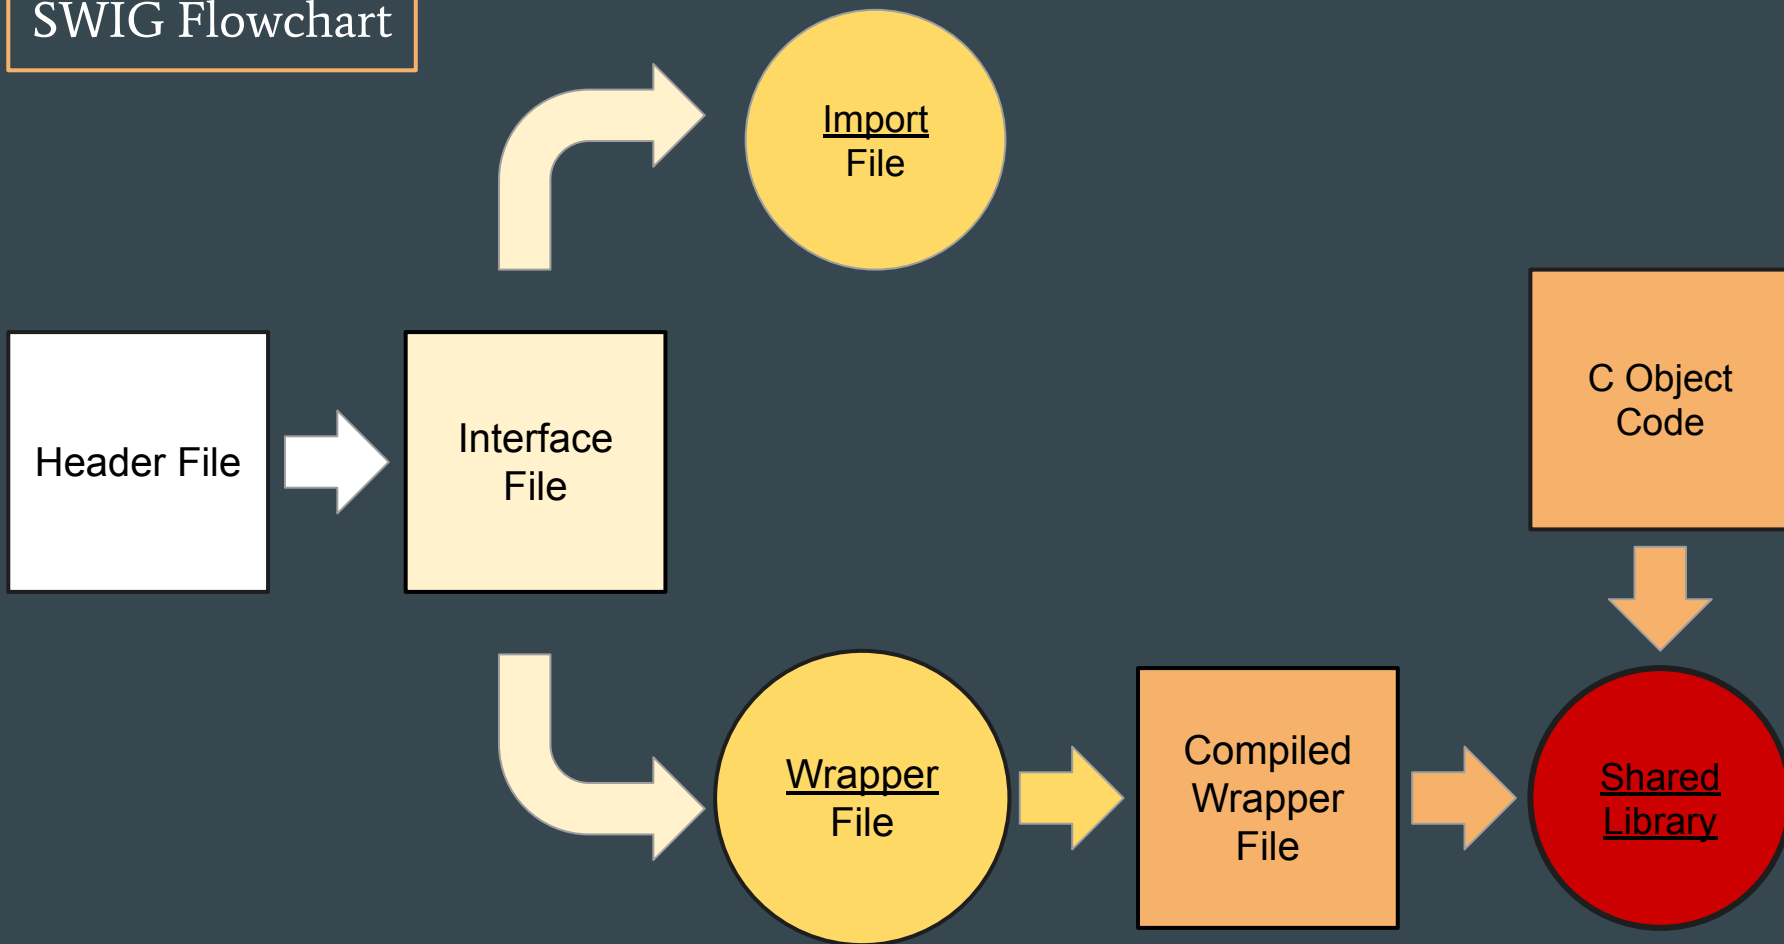 SWIG Flowchart
Import
File
Header File
Interface
File
C Object
Code
Wrapper
File
Compiled
Wrapper
File
Shared
Library